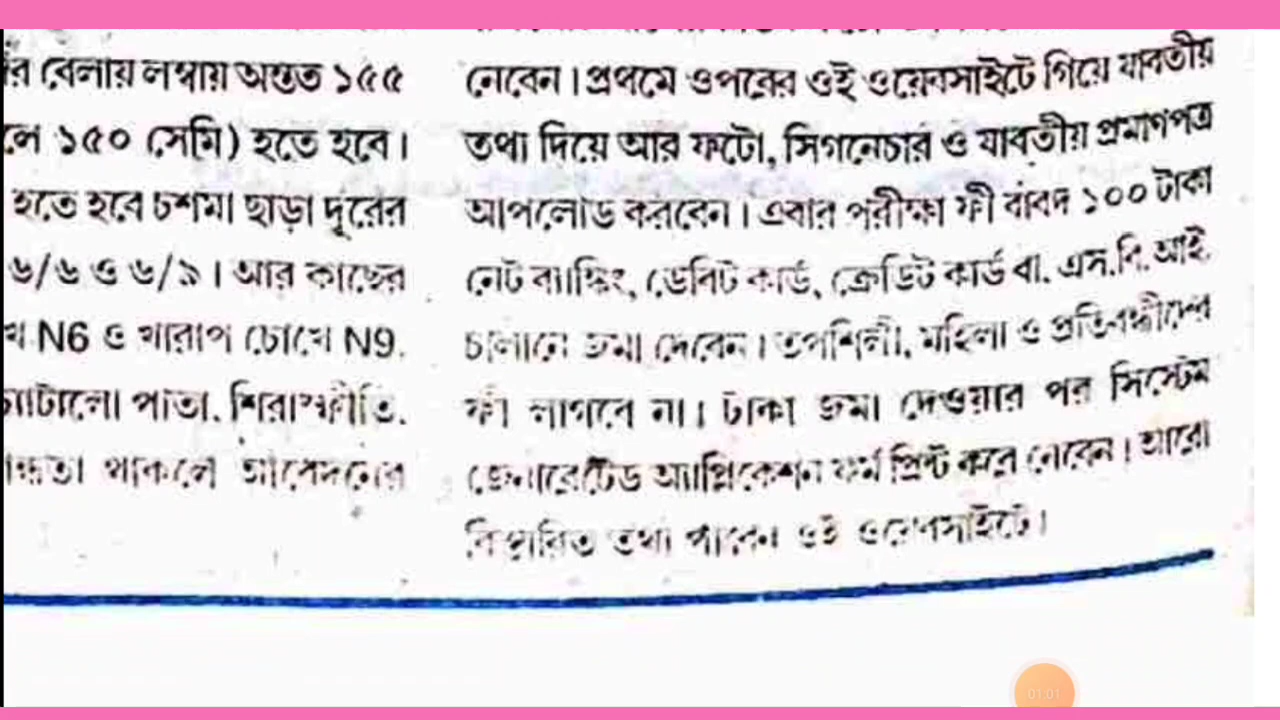 র বেলায় লম্বায় অন্তত ১৫৫
লে ১৫০ সেমি) হতে হবে।
হতে হবে চশমা ছাড়া দূরের
৬/৬ ও ৬/৯। আর কাছের
খ N6 ও খারাপ চোখে N9.
চ্যাটালো পাতা, শিরাস্ফীতি,
থাকলে আবেদনের
নেবেন। প্রথমে ওপরের ওই ওয়েবসাইটে গিয়ে যাবতীয়
তথ্য দিয়ে আর ফটো, সিগনেচার ও যাবতীয় প্রমাণপত্র
আপলোড করবেন। এবার পরীক্ষা ফী বাবদ ১০০ টাকা
নেট ব্যাঙ্কিং, ডেবিট কার্ড, ক্রেডিট কার্ড বা. এস.বি.আই.
চালানে জমা দেবেন। তপশিলী, মহিলা ও প্রতিবন্ধীদের
ফী লাগবে না। টাকা জমা দেওয়ার পর সিস্টেম
জেনারেটেড অ্যাপ্লিকেশন ফর্ম প্রিন্ট করে নেবেন। আরো
বিস্তারিত তথ্য পাবেন ওই ওয়েবসাইটে।
01:01